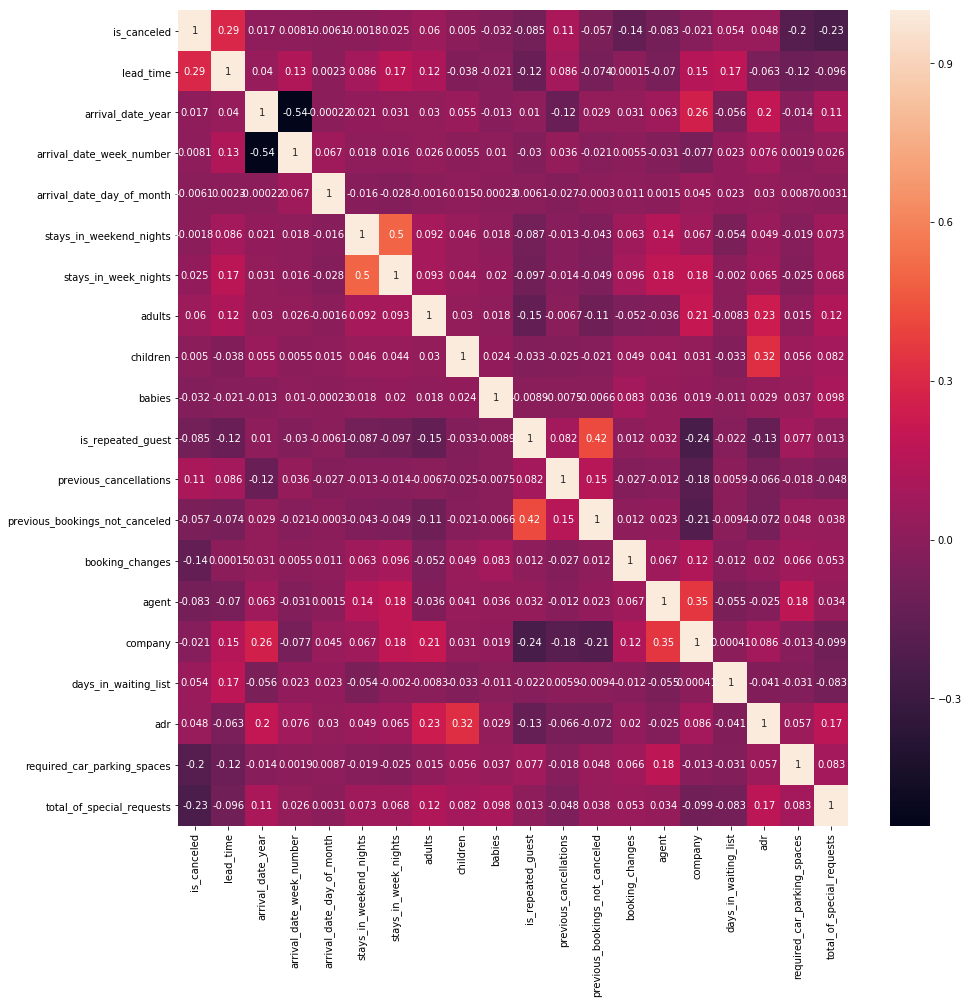 is_canceled 1 0.29 0.017 0.0081 -0.0061 -0.0018 0.025 0.06 0.005 -0.032 -0.085 0.11 -0.057 -0.14 -0.083 -0.021 0.054 0.048 -0.2 -0.23
lead_time 0.29 1 0.04 0.13 0.0023 0.086 0.17 0.12 -0.038 -0.021 -0.12 0.086 -0.074 0.00015 -0.07 0.15 0.17 -0.063 -0.12 -0.096
arrival_date_year 0.017 0.04 1 -0.54 -0.00022 0.021 0.031 0.03 0.055 -0.013 0.01 -0.12 0.029 0.031 0.063 0.26 -0.056 0.2 -0.014 0.11
arrival_date_week_number 0.0081 0.13 -0.54 1 0.067 0.018 0.016 0.026 0.0055 0.01 -0.03 0.036 -0.021 0.0055 -0.031 -0.077 0.023 0.076 0.0019 0.026
arrival_date_day_of_month -0.0061 0.0023 -0.00022 0.067 1 -0.016 -0.028 -0.0016 0.015 -0.00023 -0.0061 -0.027 -0.0003 0.011 0.0015 0.045 0.023 0.03 0.0087 0.0031
stays_in_weekend_nights -0.0018 0.086 0.021 0.018 -0.016 1 0.5 0.092 0.046 0.018 -0.087 -0.013 -0.043 0.063 0.14 0.067 -0.054 0.049 -0.019 0.073
stays_in_week_nights 0.025 0.17 0.031 0.016 -0.028 0.5 1 0.093 0.044 0.02 -0.097 -0.014 -0.049 0.096 0.18 0.18 -0.002 0.065 -0.025 0.068
adults 0.06 0.12 0.03 0.026 -0.0016 0.092 0.093 1 0.03 0.018 -0.15 -0.0067 -0.11 -0.052 -0.036 0.21 -0.0083 0.23 0.015 0.12
children 0.005 -0.038 0.055 0.0055 0.015 0.046 0.044 0.03 1 0.024 -0.033 -0.025 -0.021 0.049 0.041 0.031 -0.033 0.32 0.056 0.082
babies -0.032 -0.021 -0.013 0.01 -0.00023 0.018 0.02 0.018 0.024 1 -0.0089 -0.0075 -0.0066 0.083 0.036 0.019 -0.011 0.029 0.037 0.098
is_repeated_guest -0.085 -0.12 0.01 -0.03 -0.0061 -0.087 -0.097 -0.15 -0.033 -0.0089 1 0.082 0.42 0.012 0.032 -0.24 -0.022 -0.13 0.077 0.013
previous_cancellations 0.11 0.086 -0.12 0.036 -0.027 -0.013 -0.014 -0.0067 -0.025 -0.0075 0.082 1 0.15 -0.027 -0.012 -0.18 0.0059 -0.066 -0.018 -0.048
previous_bookings_not_canceled -0.057 -0.074 0.029 -0.021 -0.0003 -0.043 -0.049 -0.11 -0.021 -0.0066 0.42 0.15 1 0.012 0.023 -0.21 -0.0094 -0.072 0.048 0.038
booking_changes -0.14 0.00015 0.031 0.0055 0.011 0.063 0.096 -0.052 0.049 0.083 0.012 -0.027 0.012 1 0.067 0.12 -0.012 0.02 0.066 0.053
agent -0.083 -0.07 0.063 -0.031 0.0015 0.14 0.18 -0.036 0.041 0.036 0.032 -0.012 0.023 0.067 1 0.35 -0.055 -0.025 0.18 0.034
company -0.021 0.15 0.26 -0.077 0.045 0.067 0.18 0.21 0.031 0.019 -0.24 -0.18 -0.21 0.12 0.35 1 0.00041 0.086 -0.013 -0.099
days_in_waiting_list 0.054 0.17 -0.056 0.023 0.023 -0.054 -0.002 -0.0083 -0.033 -0.011 -0.022 0.0059 -0.0094 -0.012 -0.055 0.00041 1 -0.041 -0.031 -0.083
adr 0.048 -0.063 0.2 0.076 0.03 0.049 0.065 0.23 0.32 0.029 -0.13 -0.066 -0.072 0.02 -0.025 0.086 -0.041 1 0.057 0.17
required_car_parking_spaces -0.2 -0.12 -0.014 0.0019 0.0087 -0.019 -0.025 0.015 0.056 0.037 0.077 -0.018 0.048 0.066 0.18 -0.013 -0.031 0.057 1 0.083
total_of_special_requests -0.23 -0.096 0.11 0.026 0.0031 0.073 0.068 0.12 0.082 0.098 0.013 -0.048 0.038 0.053 0.034 -0.099 -0.083 0.17 0.083 1
is_canceled
lead_time
arrival_date_year
arrival_date_week_number
arrival_date_day_of_month
stays_in_weekend_nights
stays_in_week_nights
adults
children
babies
is_repeated_guest
previous_cancellations
previous_bookings_not_canceled
booking_changes
agent
company
days_in_waiting_list
adr
required_car_parking_spaces
total_of_special_requests
0.9
0.6
0.3
0.0
-0.3